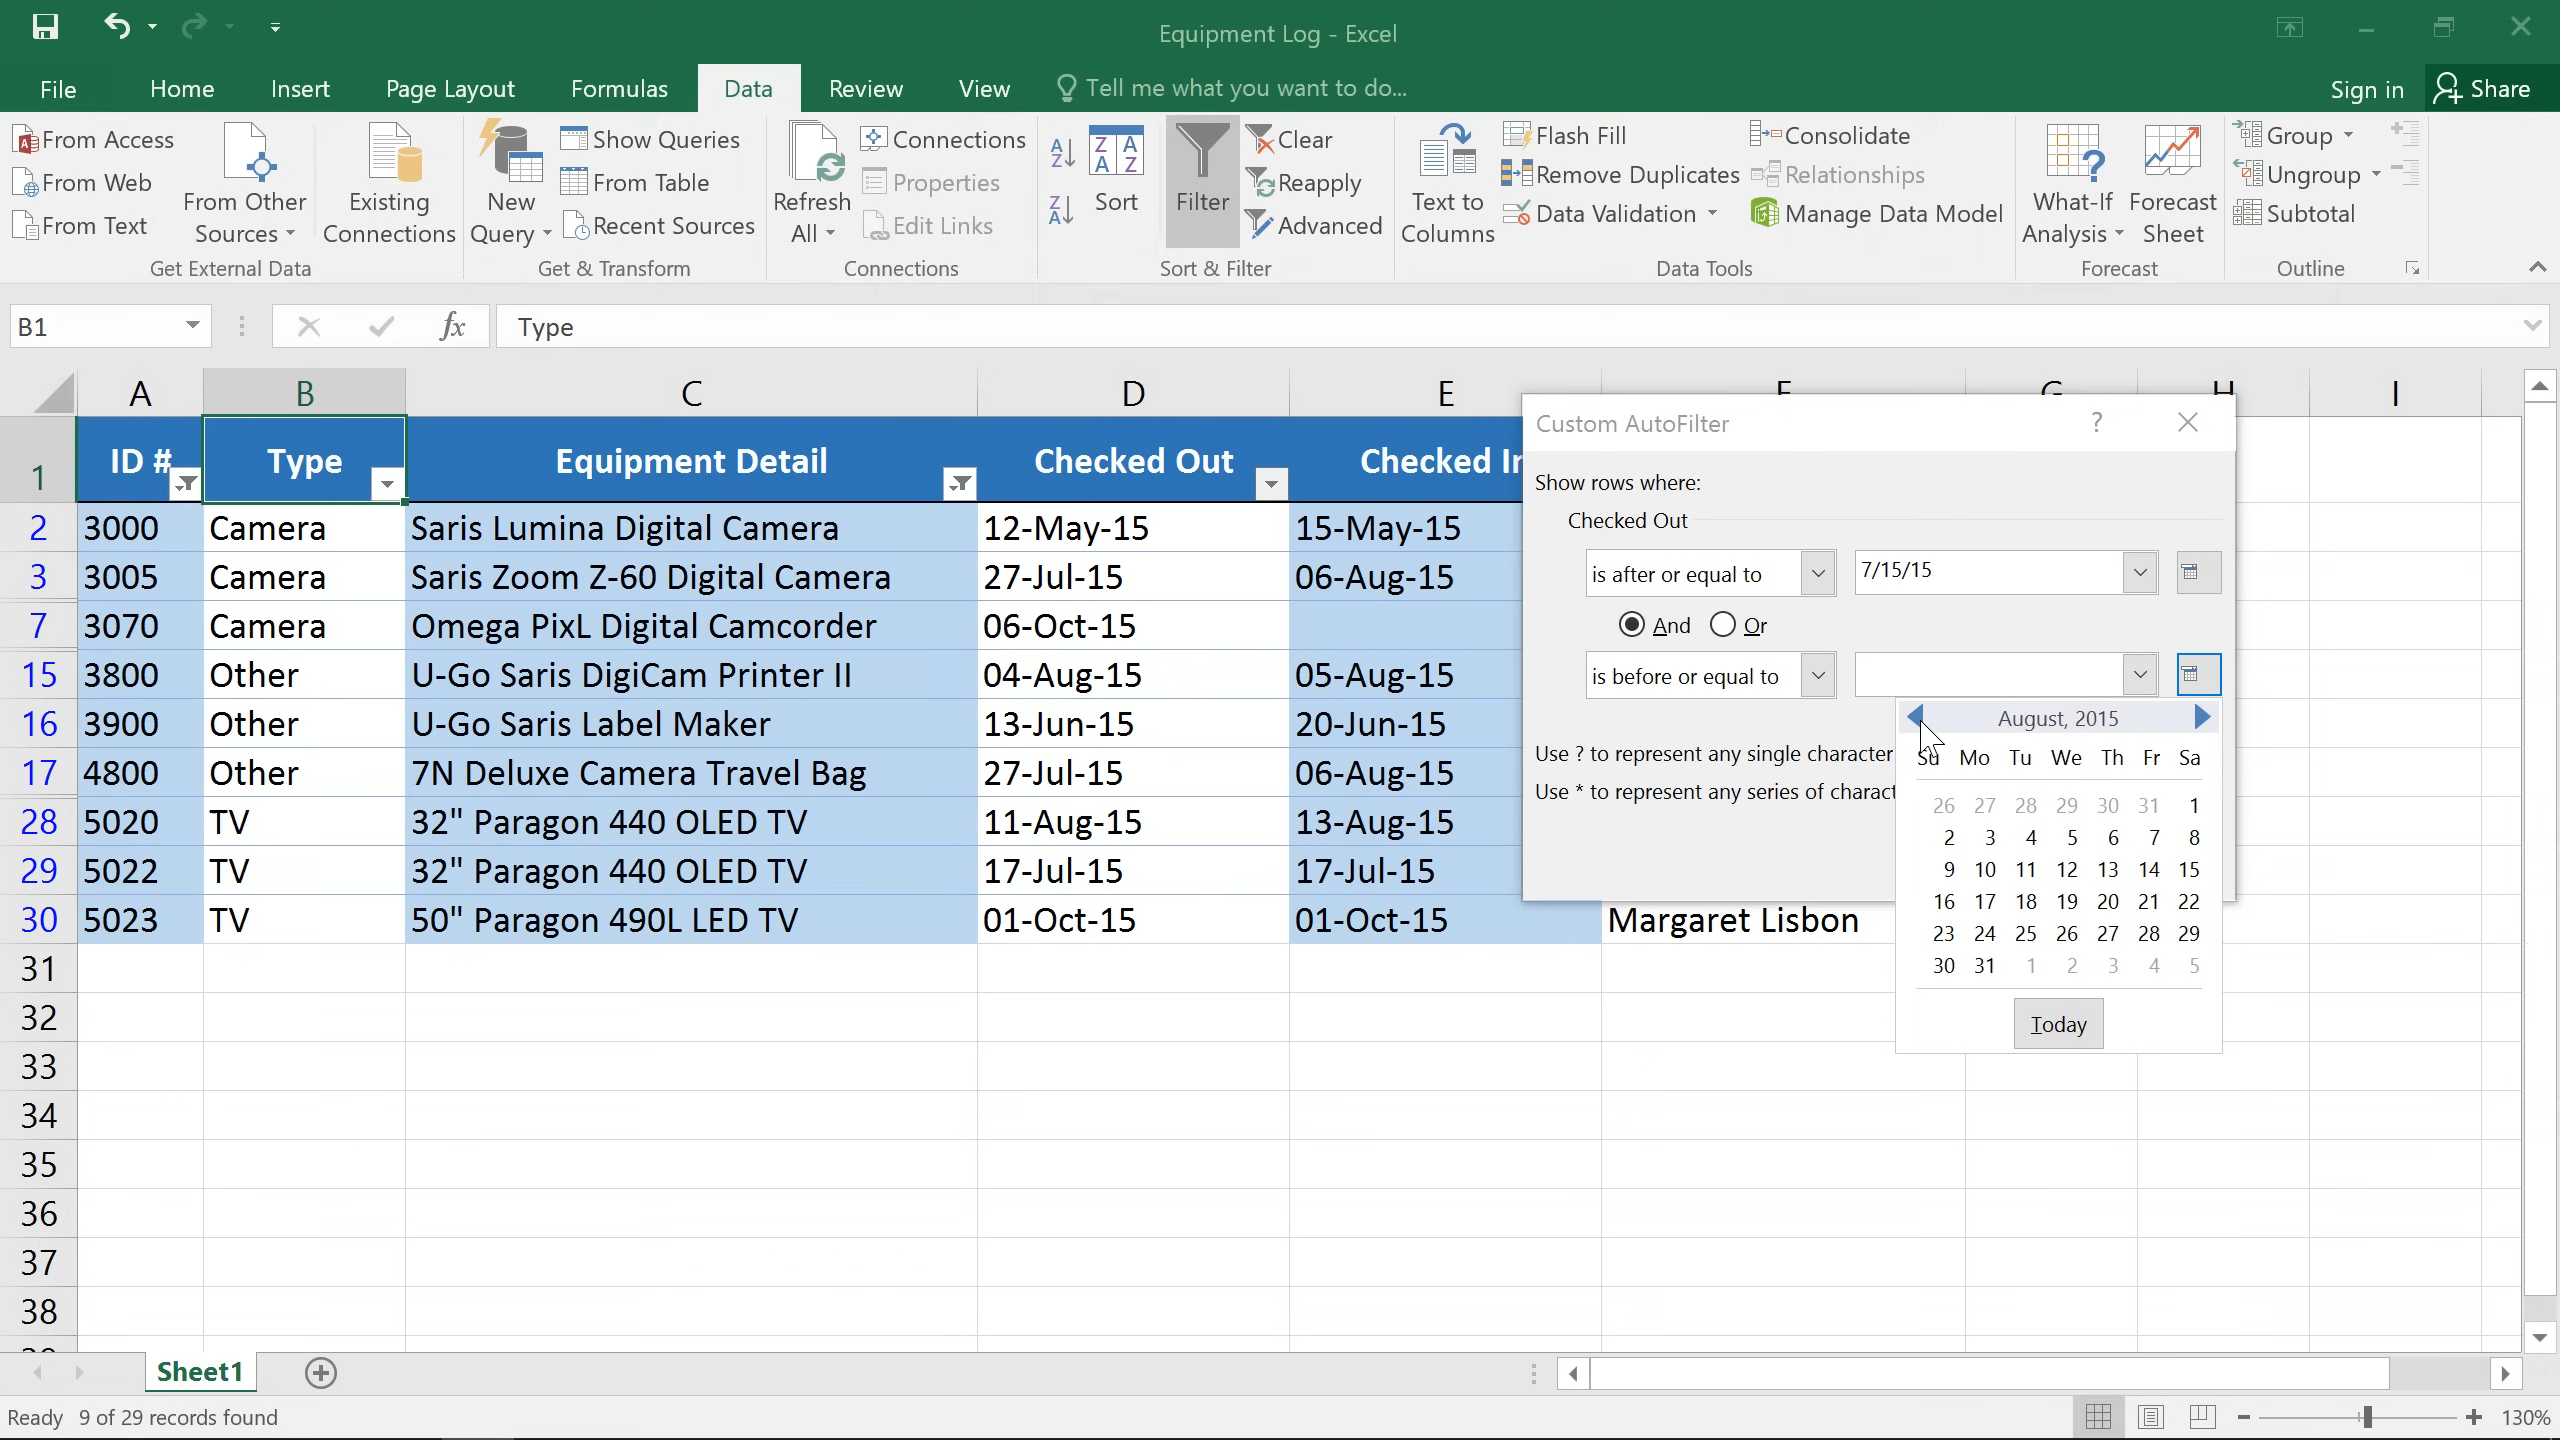 Equipment Log - Excel
File Home Insert Page Layout Formulas Data Review View Tell me what you want to do... Sign in Share
From Access
From Web
From Text
From Other Sources
Existing Connections
Get External Data
New Query
Show Queries
From Table
Recent Sources
Get & Transform
Refresh All
Connections
Properties
Edit Links
Connections
Sort
Filter
Clear
Reapply
Advanced
Sort & Filter
Text to Columns
Flash Fill
Remove Duplicates
Data Validation
Consolidate
Relationships
Manage Data Model
Data Tools
What-If Analysis
Forecast Sheet
Forecast
Group
Ungroup
Subtotal
Outline
B1 fx Type
A B C D E F G H I
1 ID # Type Equipment Detail Checked Out Checked In
2 3000 Camera Saris Lumina Digital Camera 12-May-15 15-May-15
3 3005 Camera Saris Zoom Z-60 Digital Camera 27-Jul-15 06-Aug-15
7 3070 Camera Omega PixL Digital Camcorder 06-Oct-15
15 3800 Other U-Go Saris DigiCam Printer II 04-Aug-15 05-Aug-15
16 3900 Other U-Go Saris Label Maker 13-Jun-15 20-Jun-15
17 4800 Other 7N Deluxe Camera Travel Bag 27-Jul-15 06-Aug-15
28 5020 TV 32" Paragon 440 OLED TV 11-Aug-15 13-Aug-15
29 5022 TV 32" Paragon 440 OLED TV 17-Jul-15 17-Jul-15
30 5023 TV 50" Paragon 490L LED TV 01-Oct-15 01-Oct-15 Margaret Lisbon
31
32
33
34
35
36
37
38
Custom AutoFilter ?
Show rows where:
Checked Out
is after or equal to 7/15/15
And Or
is before or equal to
Use ? to represent any single character
Use * to represent any series of charact
August, 2015
Su Mo Tu We Th Fr Sa
26 27 28 29 30 31 1
2 3 4 5 6 7 8
9 10 11 12 13 14 15
16 17 18 19 20 21 22
23 24 25 26 27 28 29
30 31 1 2 3 4 5
Today
Sheet1
Ready 9 of 29 records found 130%